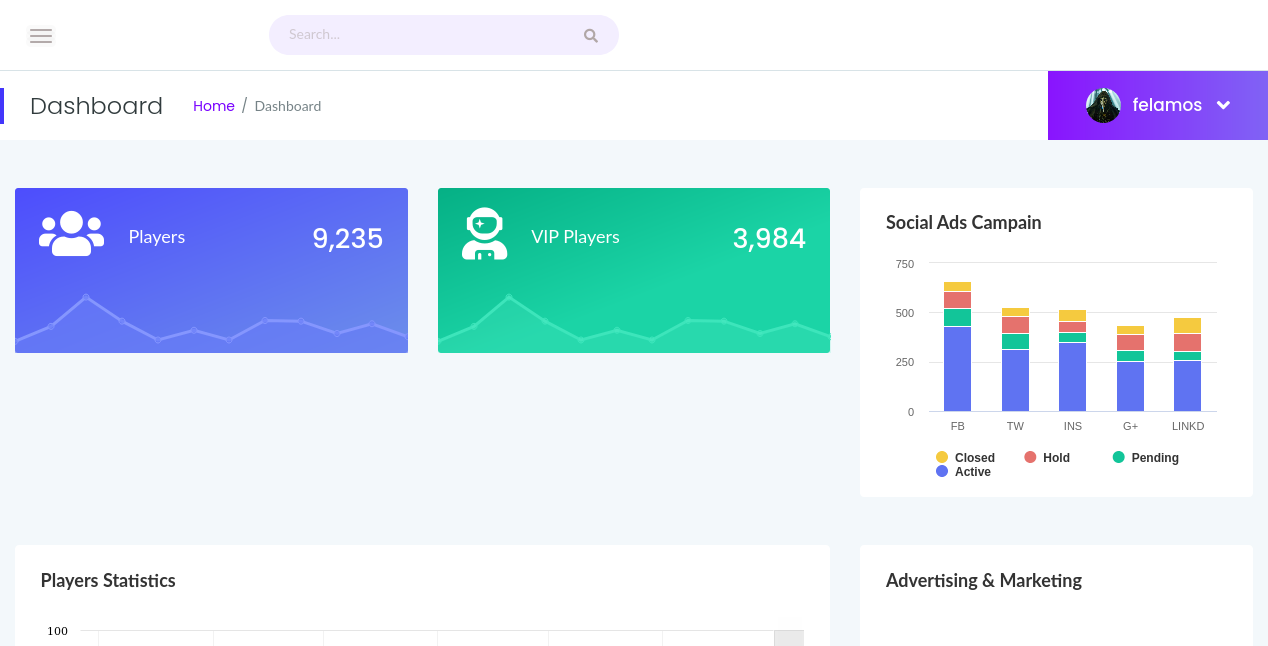 Search...
Dashboard
Home / Dashboard
felamos
Players
9,235
VIP Players
3,984
Social Ads Campain
750
500
250
0
FB TW INS G+ LINKD
Closed Hold Pending
Active
Players Statistics
100
Advertising & Marketing